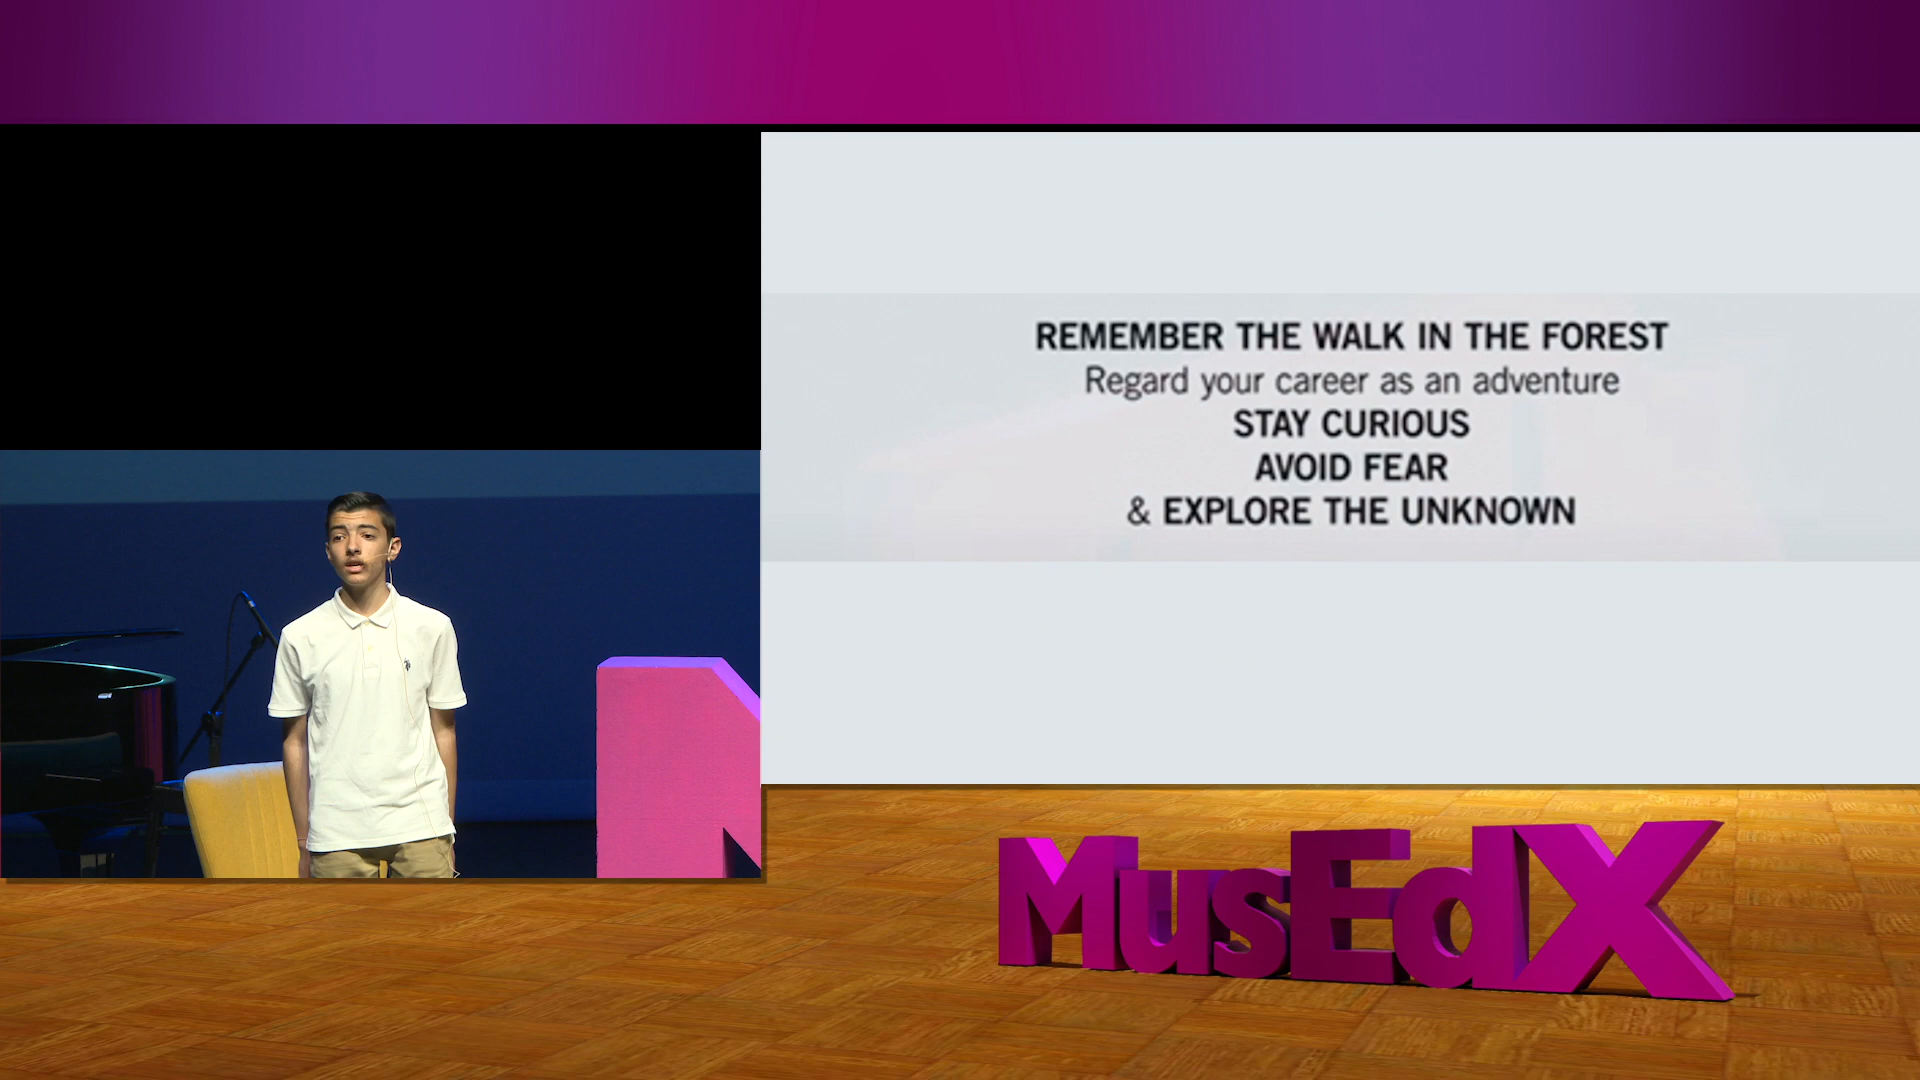 REMEMBER THE WALK IN THE FOREST
Regard your career as an adventure
STAY CURIOUS
AVOID FEAR
& EXPLORE THE UNKNOWN
MusEdX